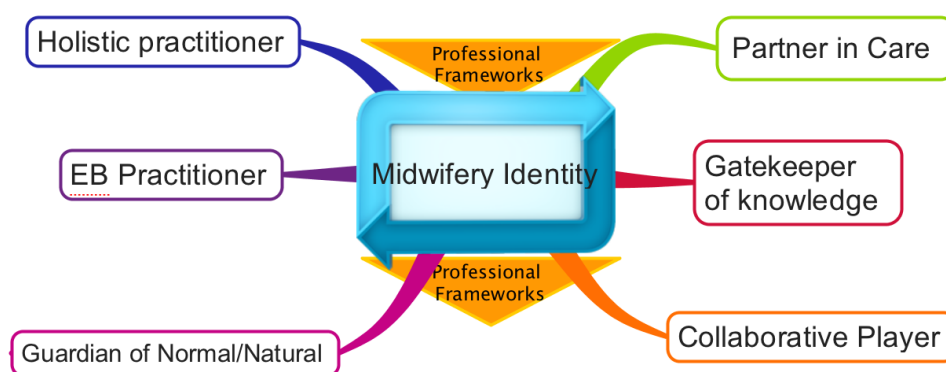 Holistic practitioner
Professional
Frameworks
Partner in Care
EB Practitioner
Midwifery Identity
Gatekeeper
of knowledge
Professional
Frameworks
Guardian of Normal/Natural
Collaborative Player